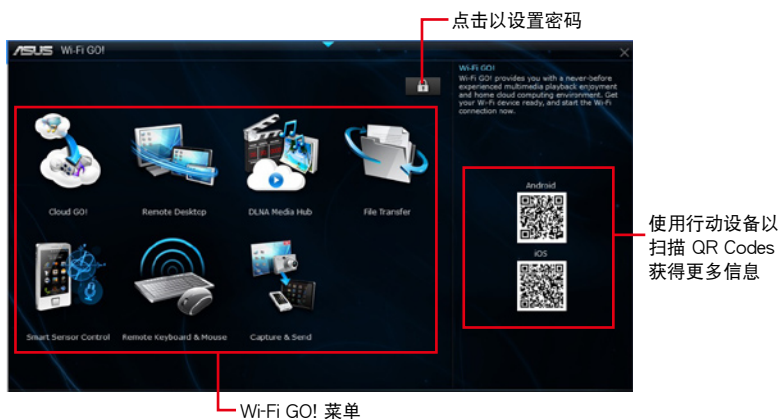 点击以设置密码
ASUS Wi-Fi GO!
Wi-Fi GO!
Wi-Fi GO! provides you with a never-before
experienced multimedia playback enjoyment
and home cloud computing environment. Get
your Wi-Fi device ready, and start the Wi-Fi
connection now.
Cloud GO!
Remote Desktop
DLNA Media Hub
File Transfer
Smart Sensor Control
Remote Keyboard & Mouse
Capture & Send
Android
iOS
使用行动设备以
扫描 QR Codes
获得更多信息
Wi-Fi GO! 菜单